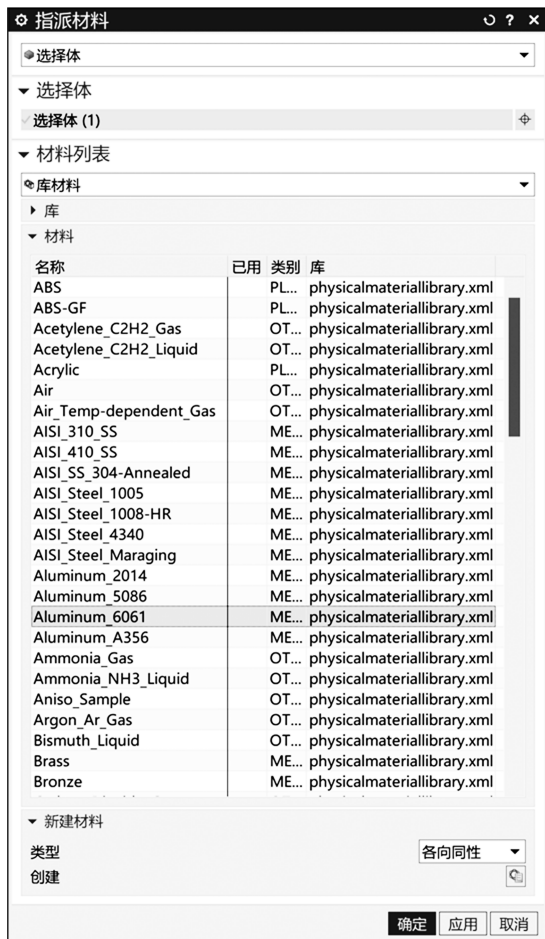 指派材料
选择体
选择体
选择体 (1)
材料列表
库材料
库
材料
名称 已用 类别 库
ABS PL... physicalmateriallibrary.xml
ABS-GF PL... physicalmateriallibrary.xml
Acetylene_C2H2_Gas OT... physicalmateriallibrary.xml
Acetylene_C2H2_Liquid OT... physicalmateriallibrary.xml
Acrylic PL... physicalmateriallibrary.xml
Air OT... physicalmateriallibrary.xml
Air_Temp-dependent_Gas OT... physicalmateriallibrary.xml
AISI_310_SS ME... physicalmateriallibrary.xml
AISI_410_SS ME... physicalmateriallibrary.xml
AISI_SS_304-Annealed ME... physicalmateriallibrary.xml
AISI_Steel_1005 ME... physicalmateriallibrary.xml
AISI_Steel_1008-HR ME... physicalmateriallibrary.xml
AISI_Steel_4340 ME... physicalmateriallibrary.xml
AISI_Steel_Maraging ME... physicalmateriallibrary.xml
Aluminum_2014 ME... physicalmateriallibrary.xml
Aluminum_5086 ME... physicalmateriallibrary.xml
Aluminum_6061 ME... physicalmateriallibrary.xml
Aluminum_A356 ME... physicalmateriallibrary.xml
Ammonia_Gas OT... physicalmateriallibrary.xml
Ammonia_NH3_Liquid OT... physicalmateriallibrary.xml
Aniso_Sample OT... physicalmateriallibrary.xml
Argon_Ar_Gas OT... physicalmateriallibrary.xml
Bismuth_Liquid OT... physicalmateriallibrary.xml
Brass ME... physicalmateriallibrary.xml
Bronze ME... physicalmateriallibrary.xml
新建材料
类型 各向同性
创建
确定 应用 取消